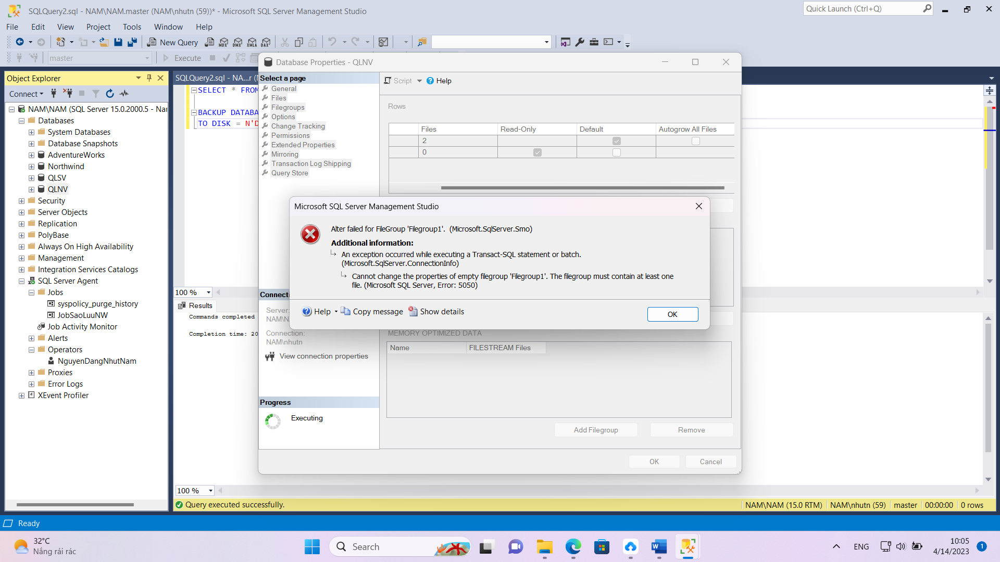 SQLQuery2.sql - NAM\NAM.master (NAM\nhutn (59))* - Microsoft SQL Server Management Studio
Quick Launch (Ctrl+Q)
File Edit View Project Tools Window Help
New Query
MDX DMX XMLA DAX
master
Execute
Object Explorer
Connect
NAM\NAM (SQL Server 15.0.2000.5 - Nar
Databases
System Databases
Database Snapshots
AdventureWorks
Northwind
QLSV
QLNV
Security
Server Objects
Replication
PolyBase
Always On High Availability
Management
Integration Services Catalogs
SQL Server Agent
Jobs
syspolicy_purge_history
JobSaoLuuNW
Job Activity Monitor
Alerts
Operators
NguyenDangNhutNam
Proxies
Error Logs
XEvent Profiler
SQLQuery2.sql - NA...r (
SELECT * FROM
BACKUP DATABA
TO DISK = N'D
100 %
Results
Commands completed
Completion time: 20
100 %
Database Properties - QLNV
Select a page
General
Files
Filegroups
Options
Change Tracking
Permissions
Extended Properties
Mirroring
Transaction Log Shipping
Query Store
Connecti
Server:
NAM\N
Connection:
NAM\nhutn
View connection properties
Progress
Executing
Script Help
Rows
Files Read-Only Default Autogrow All Files
2
0
MEMORY OPTIMIZED DATA
Name FILESTREAM Files
Add Filegroup Remove
OK Cancel
Microsoft SQL Server Management Studio
Alter failed for FileGroup 'Filegroup1'. (Microsoft.SqlServer.Smo)
Additional information:
An exception occurred while executing a Transact-SQL statement or batch.
(Microsoft.SqlServer.ConnectionInfo)
Cannot change the properties of empty filegroup 'Filegroup1'. The filegroup must contain at least one
file. (Microsoft SQL Server, Error: 5050)
Help Copy message Show details
OK
Query executed successfully.
NAM\NAM (15.0 RTM) NAM\nhutn (59) master 00:00:00 0 rows
Ready
32°C
Nắng rải rác
Search
ENG
10:05
4/14/2023
1